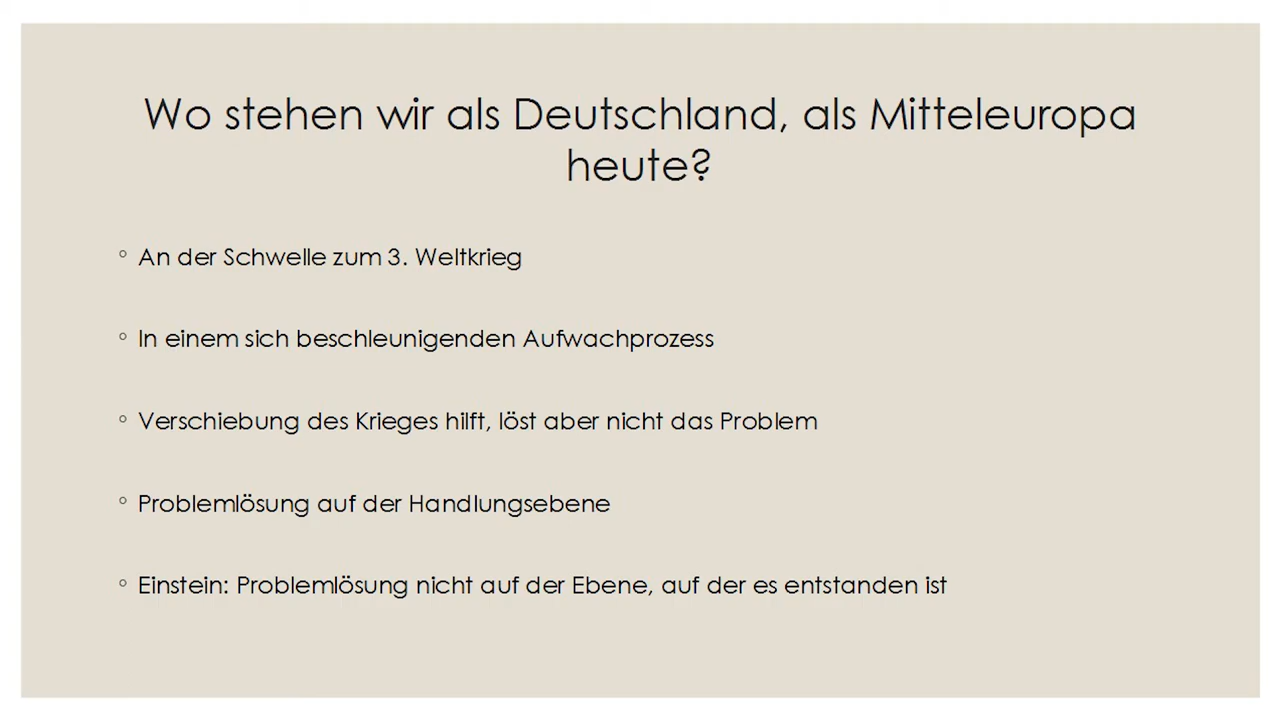 Wo stehen wir als Deutschland, als Mitteleuropa
heute?
◦ An der Schwelle zum 3. Weltkrieg
◦ In einem sich beschleunigenden Aufwachprozess
◦ Verschiebung des Krieges hilft, löst aber nicht das Problem
◦ Problemlösung auf der Handlungsebene
◦ Einstein: Problemlösung nicht auf der Ebene, auf der es entstanden ist